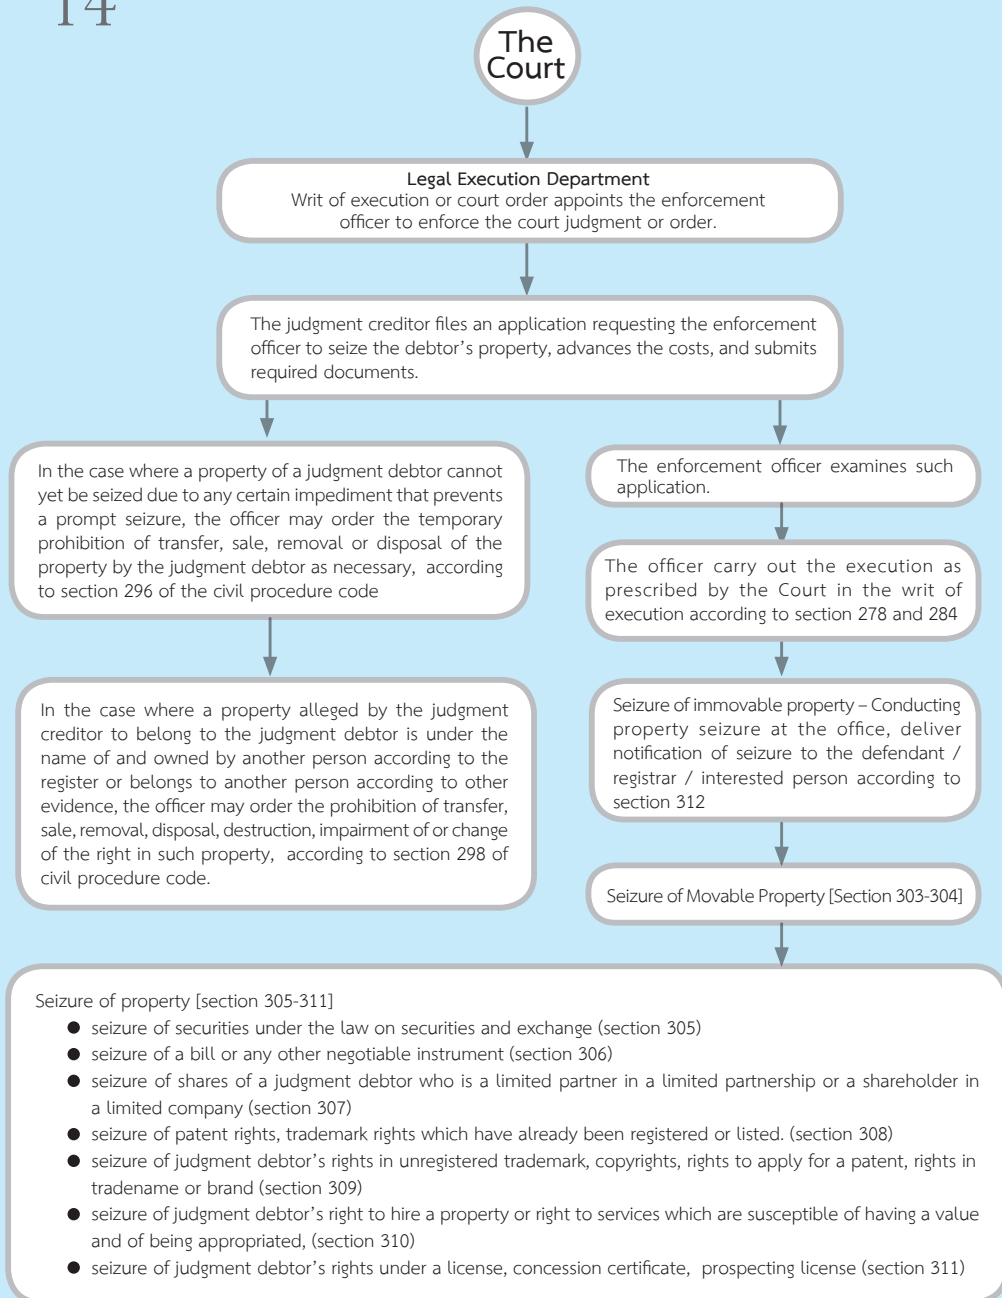 14
The
Court
Legal Execution Department
Writ of execution or court order appoints the enforcement
officer to enforce the court judgment or order.
The judgment creditor files an application requesting the enforcement
officer to seize the debtor's property, advances the costs, and submits
required documents.
In the case where a property of a judgment debtor cannot
yet be seized due to any certain impediment that prevents
a prompt seizure, the officer may order the temporary
prohibition of transfer, sale, removal or disposal of the
property by the judgment debtor as necessary, according
to section 296 of the civil procedure code
In the case where a property alleged by the judgment
creditor to belong to the judgment debtor is under the
name of and owned by another person according to the
register or belongs to another person according to other
evidence, the officer may order the prohibition of transfer,
sale, removal, disposal, destruction, impairment of or change
of the right in such property, according to section 298 of
civil procedure code.
The enforcement officer examines such
application.
The officer carry out the execution as
prescribed by the Court in the writ of
execution according to section 278 and 284
Seizure of immovable property – Conducting
property seizure at the office, deliver
notification of seizure to the defendant /
registrar / interested person according to
section 312
Seizure of Movable Property [Section 303-304]
Seizure of property [section 305-311]
● seizure of securities under the law on securities and exchange (section 305)
● seizure of a bill or any other negotiable instrument (section 306)
● seizure of shares of a judgment debtor who is a limited partner in a limited partnership or a shareholder in
a limited company (section 307)
● seizure of patent rights, trademark rights which have already been registered or listed. (section 308)
● seizure of judgment debtor's rights in unregistered trademark, copyrights, rights to apply for a patent, rights in
tradename or brand (section 309)
● seizure of judgment debtor's right to hire a property or right to services which are susceptible of having a value
and of being appropriated, (section 310)
● seizure of judgment debtor's rights under a license, concession certificate, prospecting license (section 311)